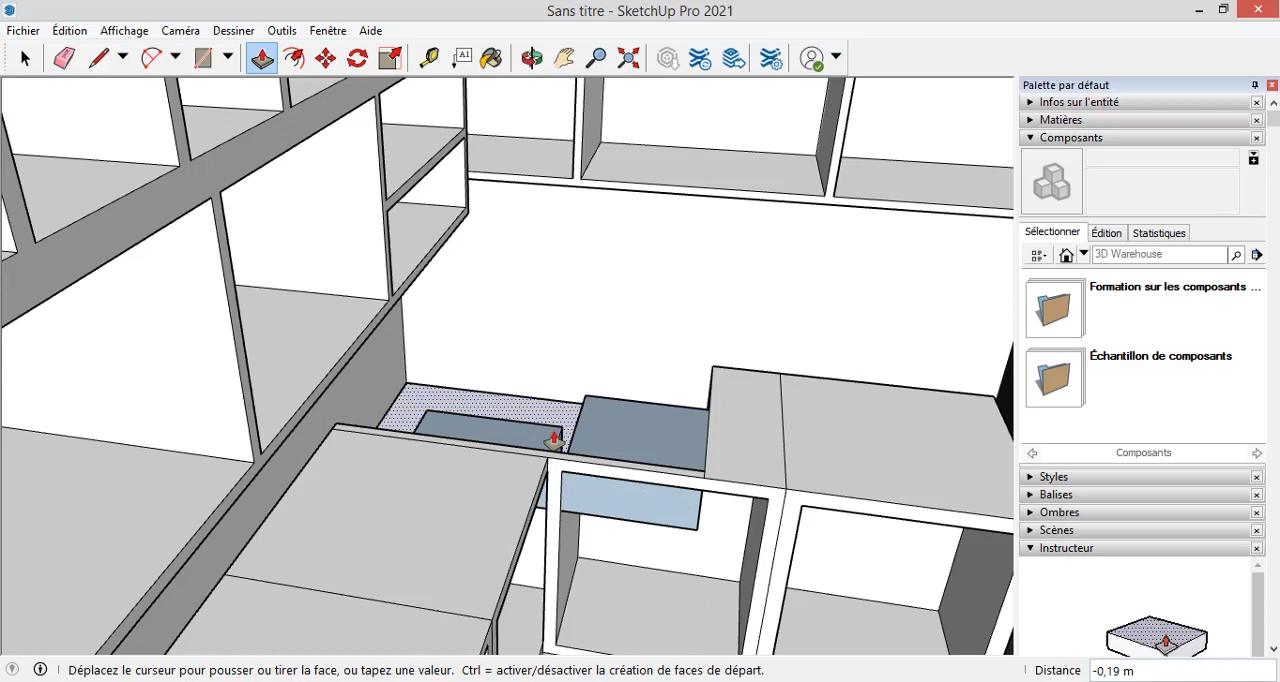 Sans titre - SketchUp Pro 2021
Fichier Édition Affichage Caméra Dessiner Outils Fenêtre Aide
A1
Palette par défaut
Infos sur l'entité
Matières
Composants
Sélectionner Édition Statistiques
3D Warehouse
Formation sur les composants ...
Échantillon de composants
Composants
Styles
Balises
Ombres
Scènes
Instructeur
Déplacez le curseur pour pousser ou tirer la face, ou tapez une valeur. Ctrl = activer/désactiver la création de faces de départ.
Distance -0,19 m